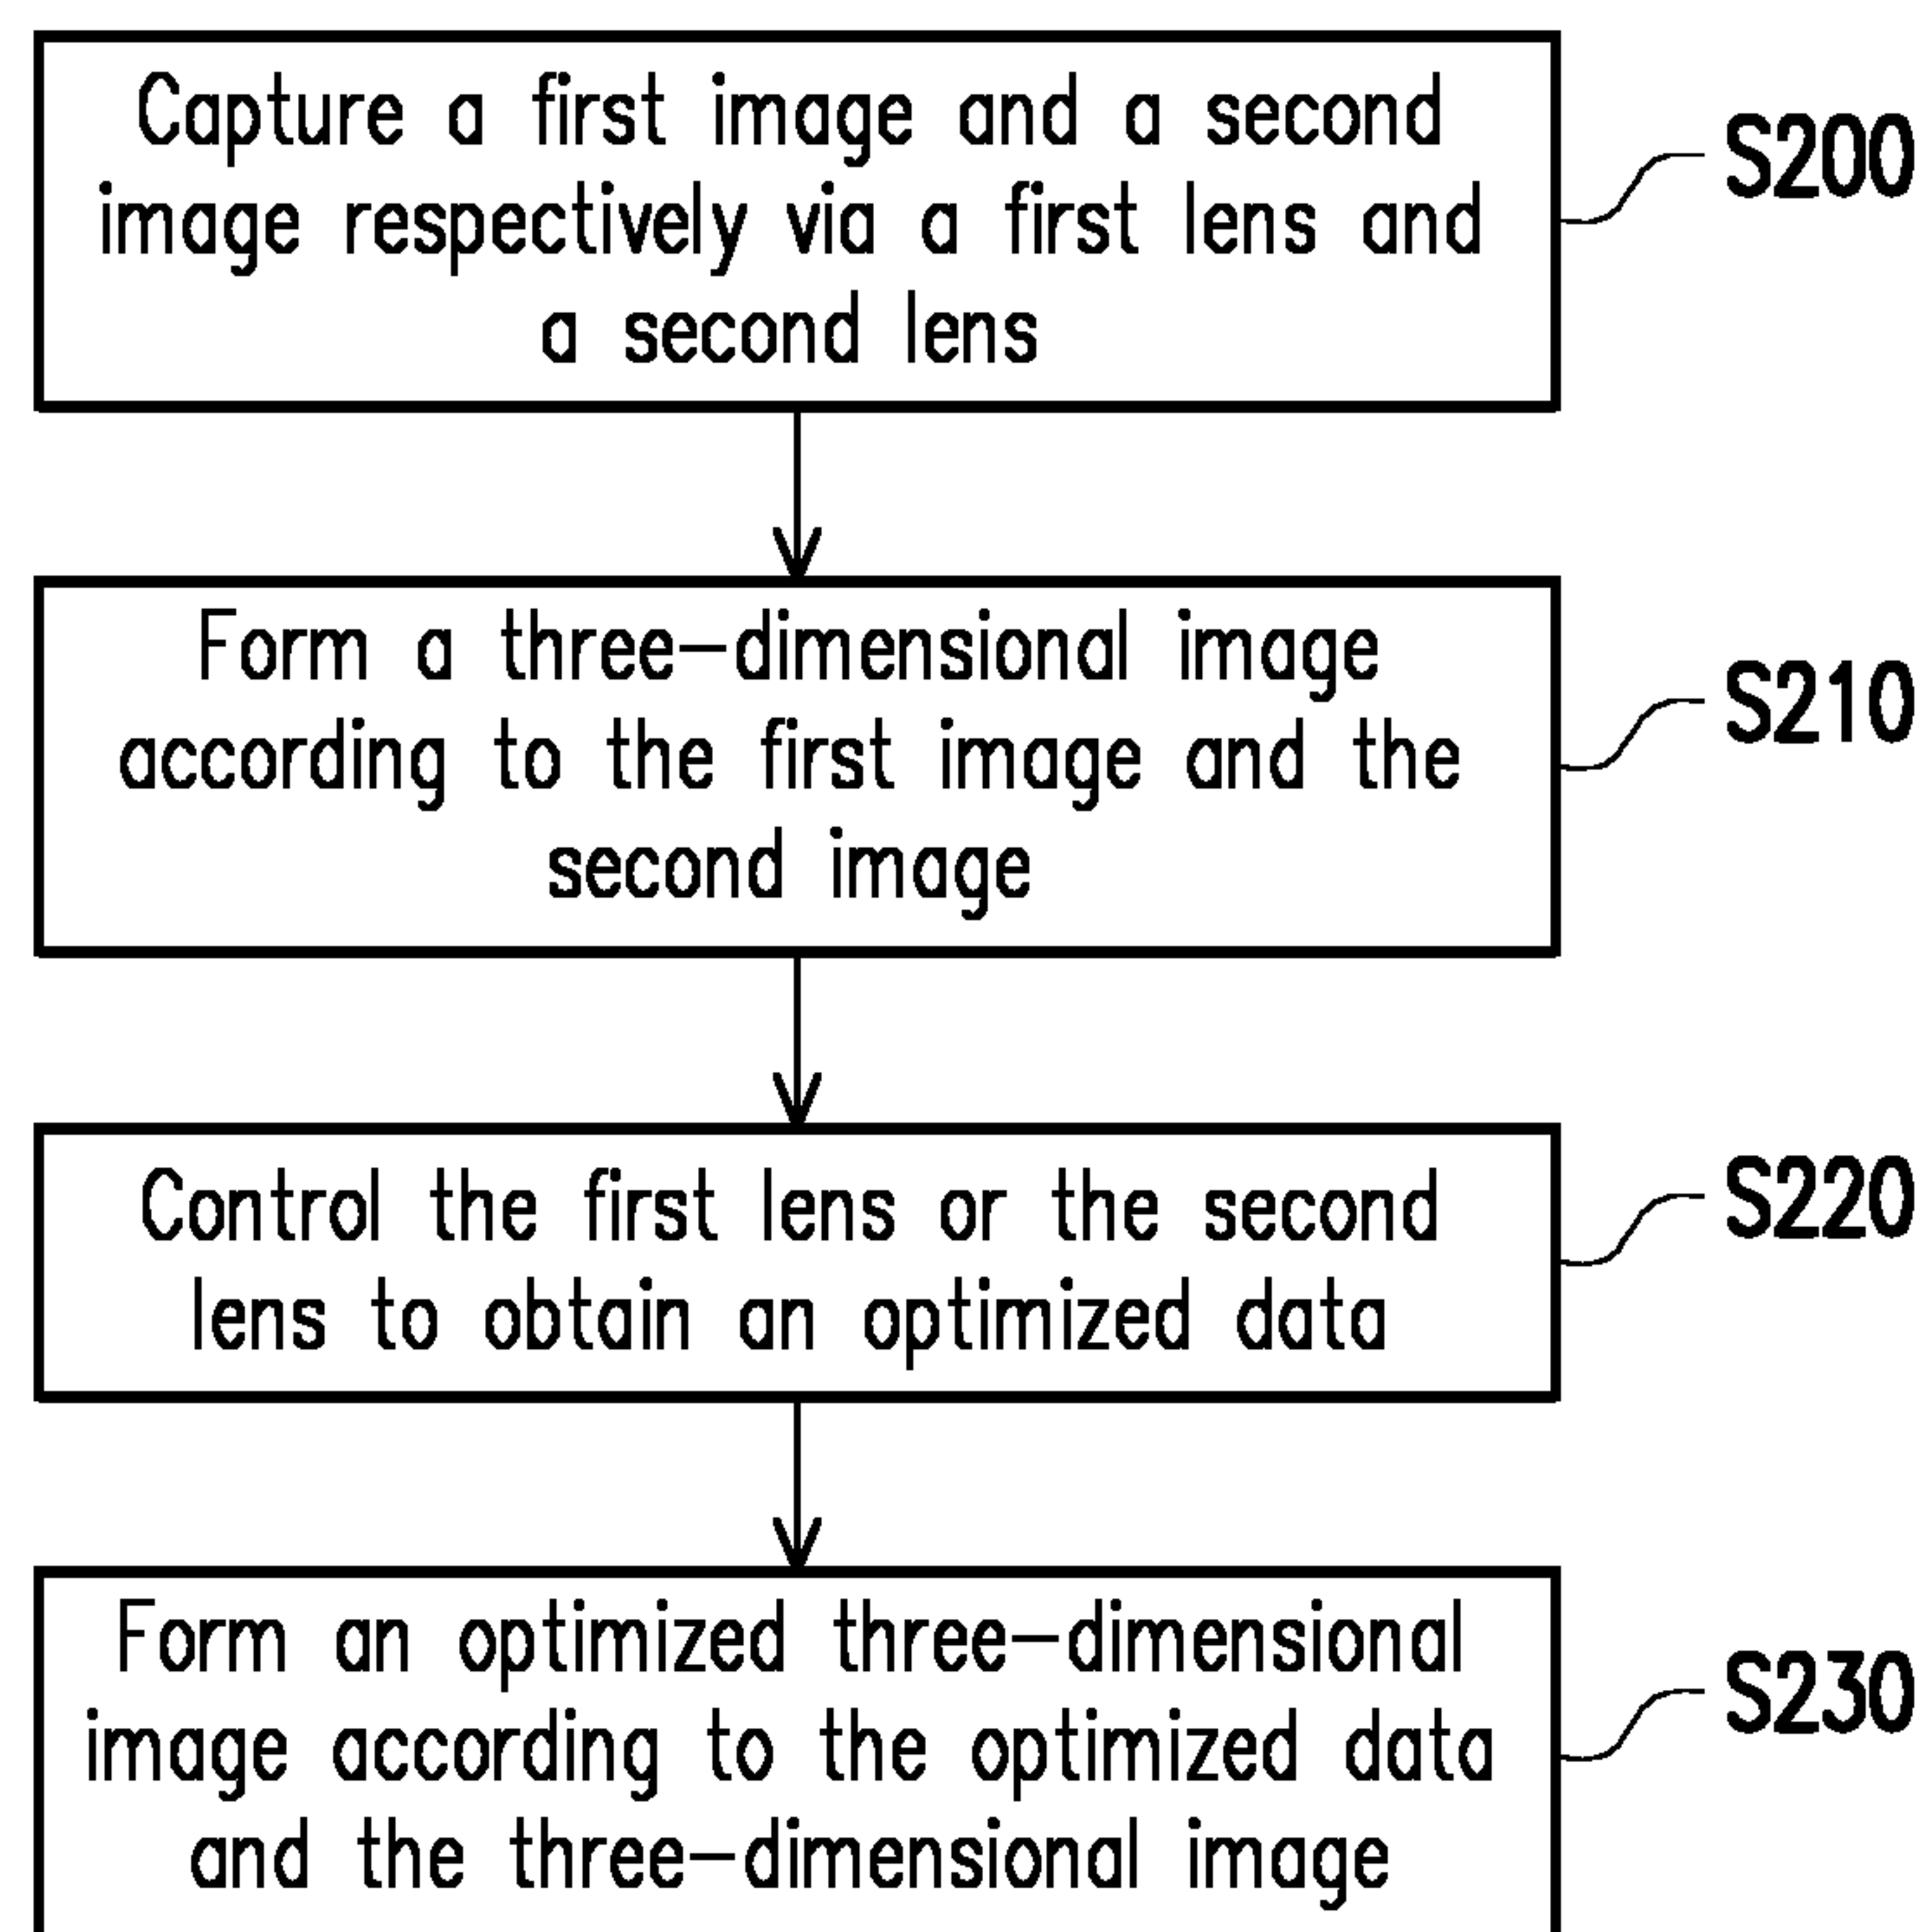 Capture a first image and a second
image respectively via a first lens and
a second lens
S200
Form a three-dimensional image
according to the first image and the
second image
S210
Control the first lens or the second
lens to obtain an optimized data
S220
Form an optimized three-dimensional
image according to the optimized data
and the three-dimensional image
S230